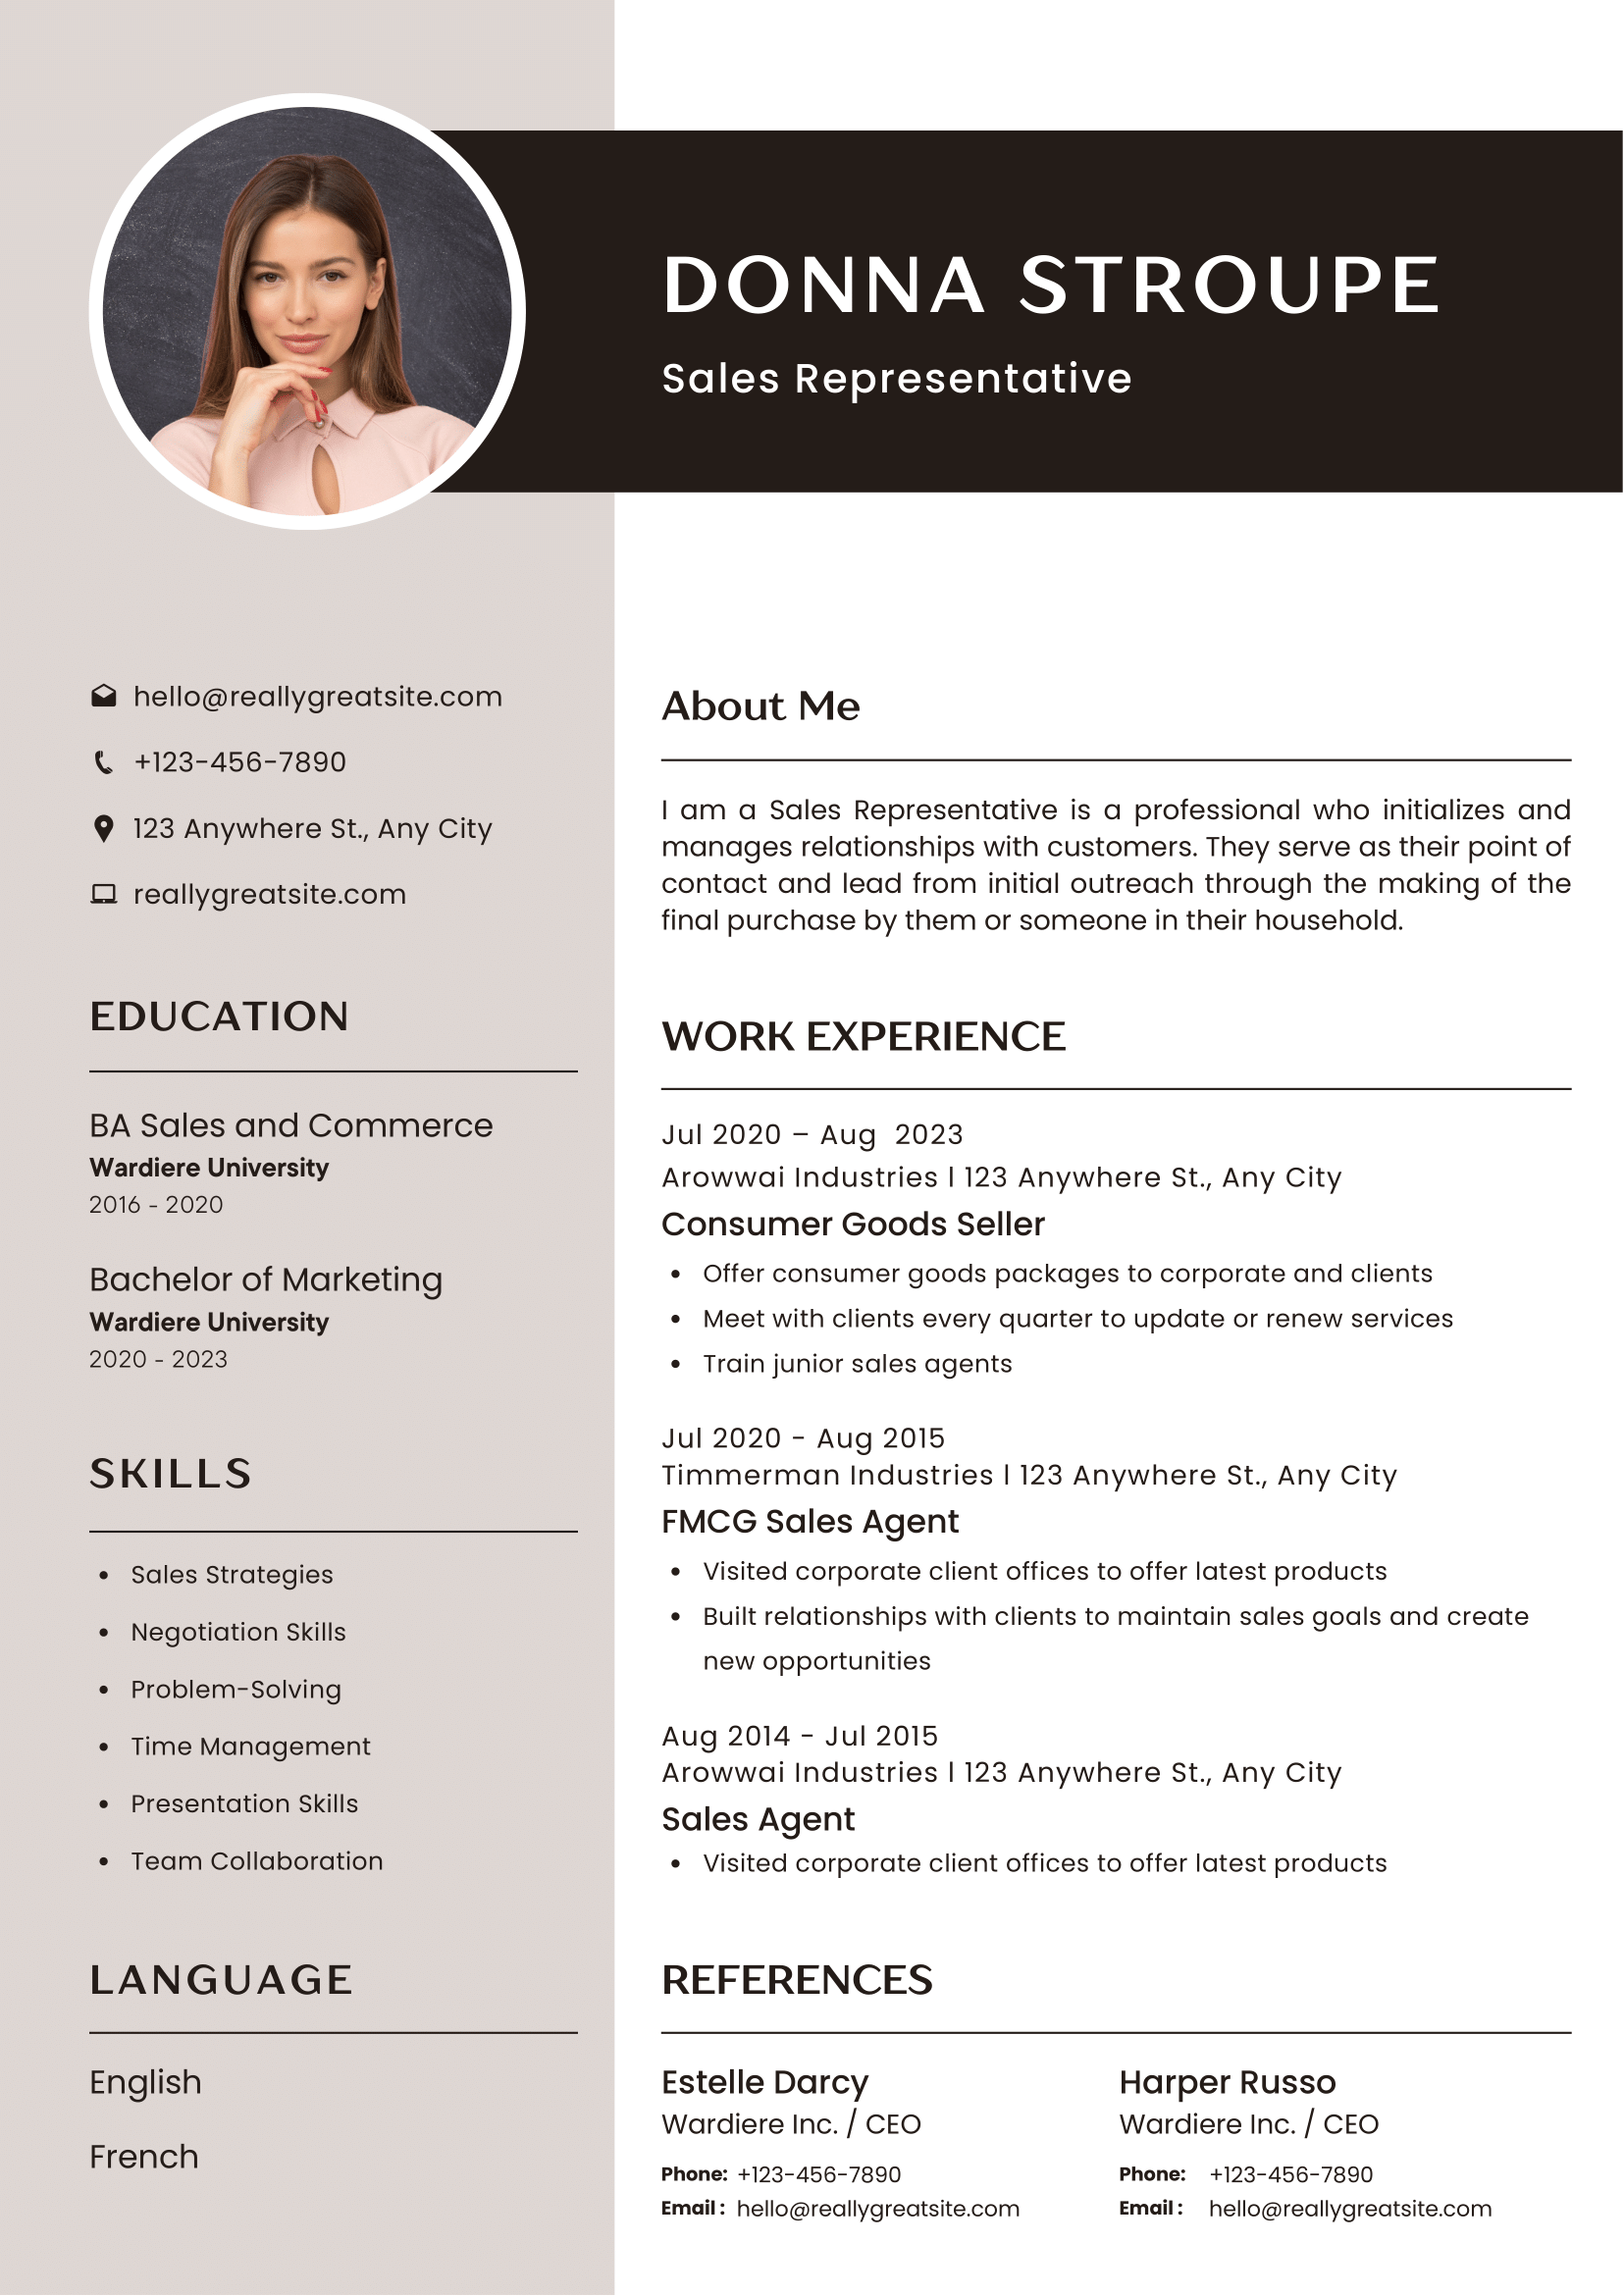 DONNA STROUPE
Sales Representative
hello@reallygreatsite.com
+123-456-7890
123 Anywhere St., Any City
reallygreatsite.com
EDUCATION
BA Sales and Commerce
Wardiere University
2016 - 2020
Bachelor of Marketing
Wardiere University
2020 - 2023
SKILLS
• Sales Strategies
• Negotiation Skills
• Problem-Solving
• Time Management
• Presentation Skills
• Team Collaboration
LANGUAGE
English
French
About Me
I am a Sales Representative is a professional who initializes and
manages relationships with customers. They serve as their point of
contact and lead from initial outreach through the making of the
final purchase by them or someone in their household.
WORK EXPERIENCE
Jul 2020 – Aug 2023
Arowwai Industries l 123 Anywhere St., Any City
Consumer Goods Seller
• Offer consumer goods packages to corporate and clients
• Meet with clients every quarter to update or renew services
• Train junior sales agents
Jul 2020 - Aug 2015
Timmerman Industries l 123 Anywhere St., Any City
FMCG Sales Agent
• Visited corporate client offices to offer latest products
• Built relationships with clients to maintain sales goals and create
new opportunities
Aug 2014 - Jul 2015
Arowwai Industries l 123 Anywhere St., Any City
Sales Agent
• Visited corporate client offices to offer latest products
REFERENCES
Estelle Darcy
Wardiere Inc. / CEO
Phone: +123-456-7890
Email : hello@reallygreatsite.com
Harper Russo
Wardiere Inc. / CEO
Phone: +123-456-7890
Email : hello@reallygreatsite.com